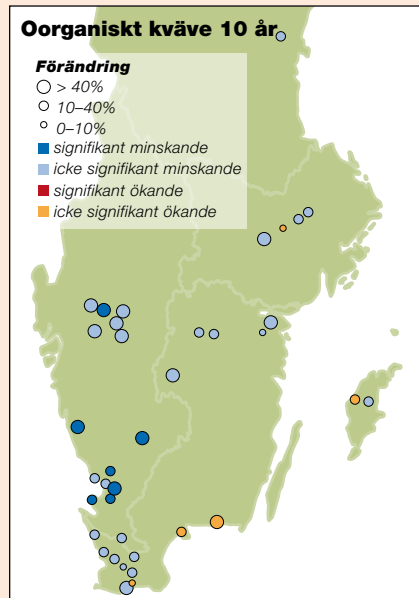 Oorganiskt kväve 10 år
Förändring
> 40%
10–40%
0–10%
signifikant minskande
icke signifikant minskande
signifikant ökande
icke signifikant ökande